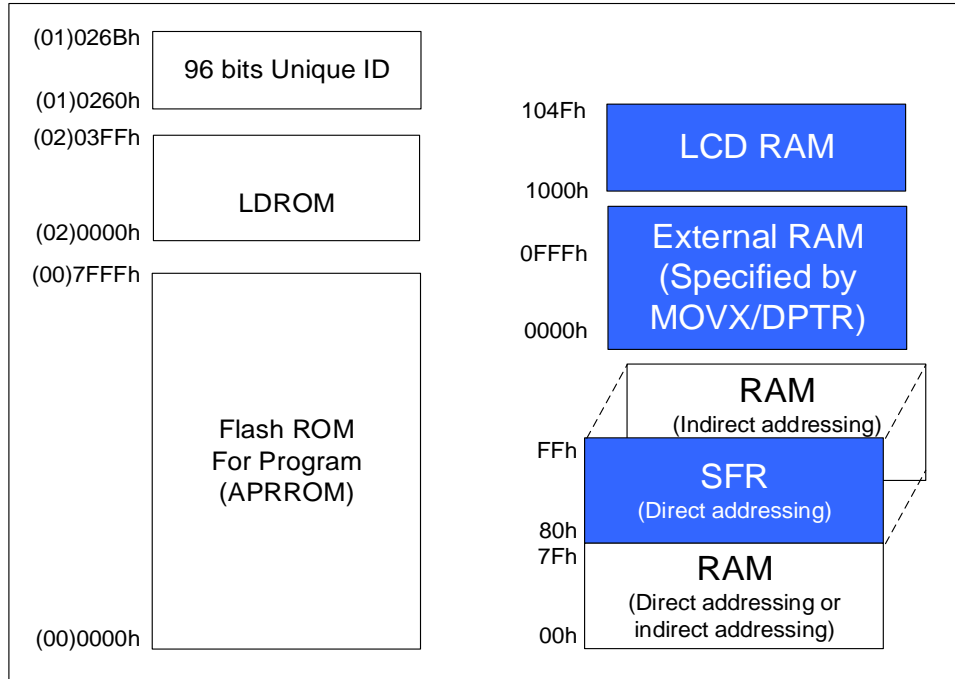 (01)026Bh
96 bits Unique ID
(01)0260h
(02)03FFh
LDROM
(02)0000h
(00)7FFFh
Flash ROM
For Program
(APRROM)
(00)0000h
104Fh
LCD RAM
1000h
External RAM
0FFFh
(Specified by
MOVX/DPTR)
0000h
RAM
(Indirect addressing)
FFh
SFR
(Direct addressing)
80h
7Fh
RAM
(Direct addressing or
indirect addressing)
00h